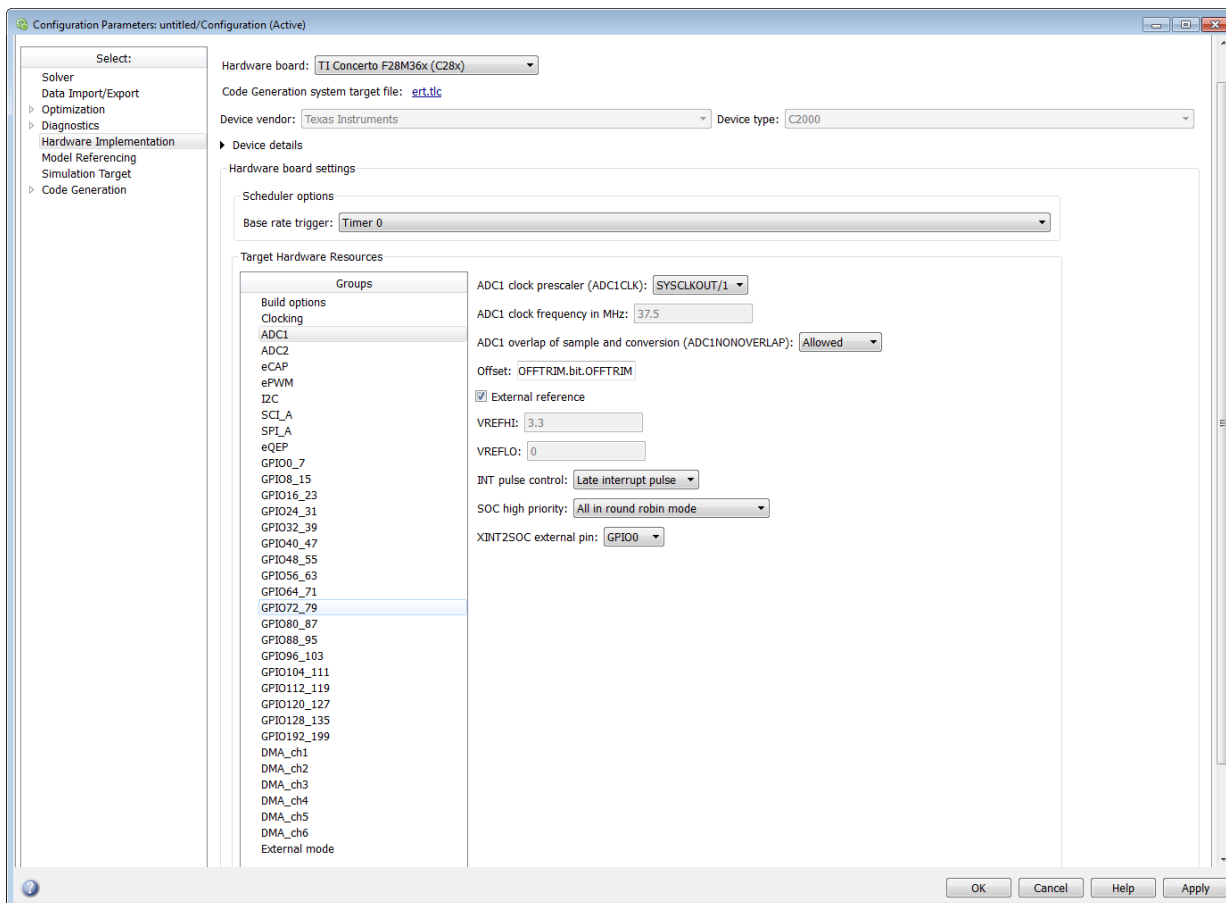 Configuration Parameters: untitled/Configuration (Active)
Select:
Solver
Data Import/Export
Optimization
Diagnostics
Hardware Implementation
Model Referencing
Simulation Target
Code Generation
Hardware board: TI Concerto F28M36x (C28x)
Code Generation system target file: ert.tlc
Device vendor: Texas Instruments Device type: C2000
Device details
Hardware board settings
Scheduler options
Base rate trigger: Timer 0
Target Hardware Resources
Groups
Build options
Clocking
ADC1
ADC2
eCAP
ePWM
I2C
SCI_A
SPI_A
eQEP
GPIO0_7
GPIO8_15
GPIO16_23
GPIO24_31
GPIO32_39
GPIO40_47
GPIO48_55
GPIO56_63
GPIO64_71
GPIO72_79
GPIO80_87
GPIO88_95
GPIO96_103
GPIO104_111
GPIO112_119
GPIO120_127
GPIO128_135
GPIO192_199
DMA_ch1
DMA_ch2
DMA_ch3
DMA_ch4
DMA_ch5
DMA_ch6
External mode
ADC1 clock prescaler (ADC1CLK): SYSCLKOUT/1
ADC1 clock frequency in MHz: 37.5
ADC1 overlap of sample and conversion (ADC1NONOVERLAP): Allowed
Offset: OFFTRIM.bit.OFFTRIM
External reference
VREFHI: 3.3
VREFLO: 0
INT pulse control: Late interrupt pulse
SOC high priority: All in round robin mode
XINT2SOC external pin: GPIO0
OK Cancel Help Apply